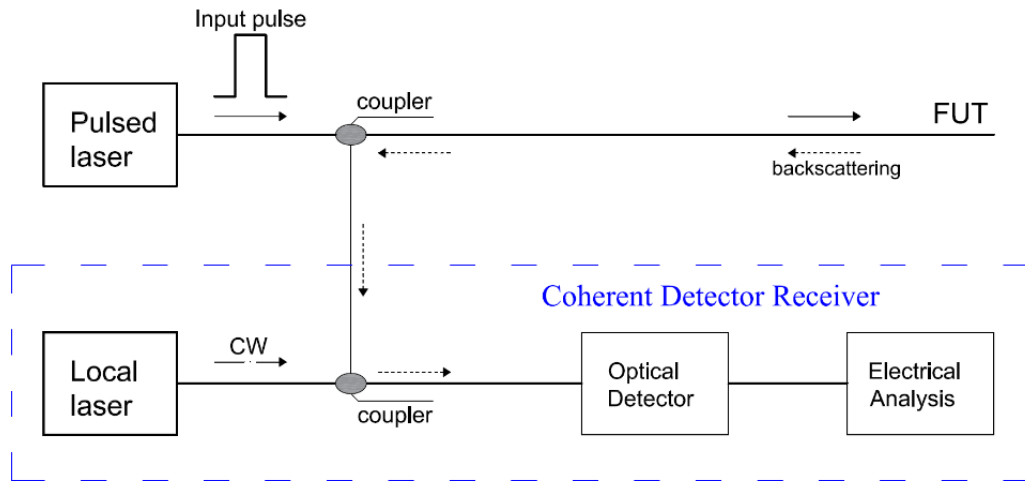 Input pulse
Pulsed
laser
coupler
FUT
backscattering
Coherent Detector Receiver
Local
laser
CW
coupler
Optical
Detector
Electrical
Analysis